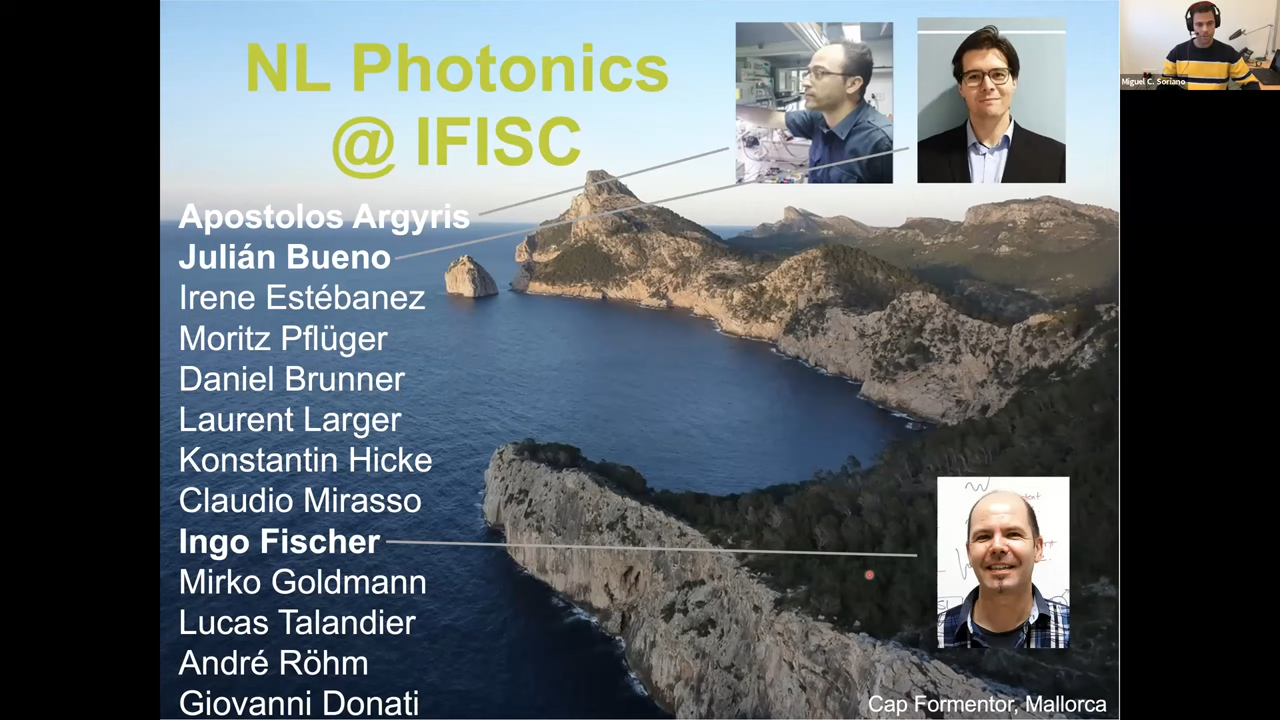 NL Photonics
@ IFISC
Apostolos Argyris
Julián Bueno
Irene Estébanez
Moritz Pflüger
Daniel Brunner
Laurent Larger
Konstantin Hicke
Claudio Mirasso
Ingo Fischer
Mirko Goldmann
Lucas Talandier
André Röhm
Giovanni Donati
Cap Formentor, Mallorca
Miguel C. Soriano